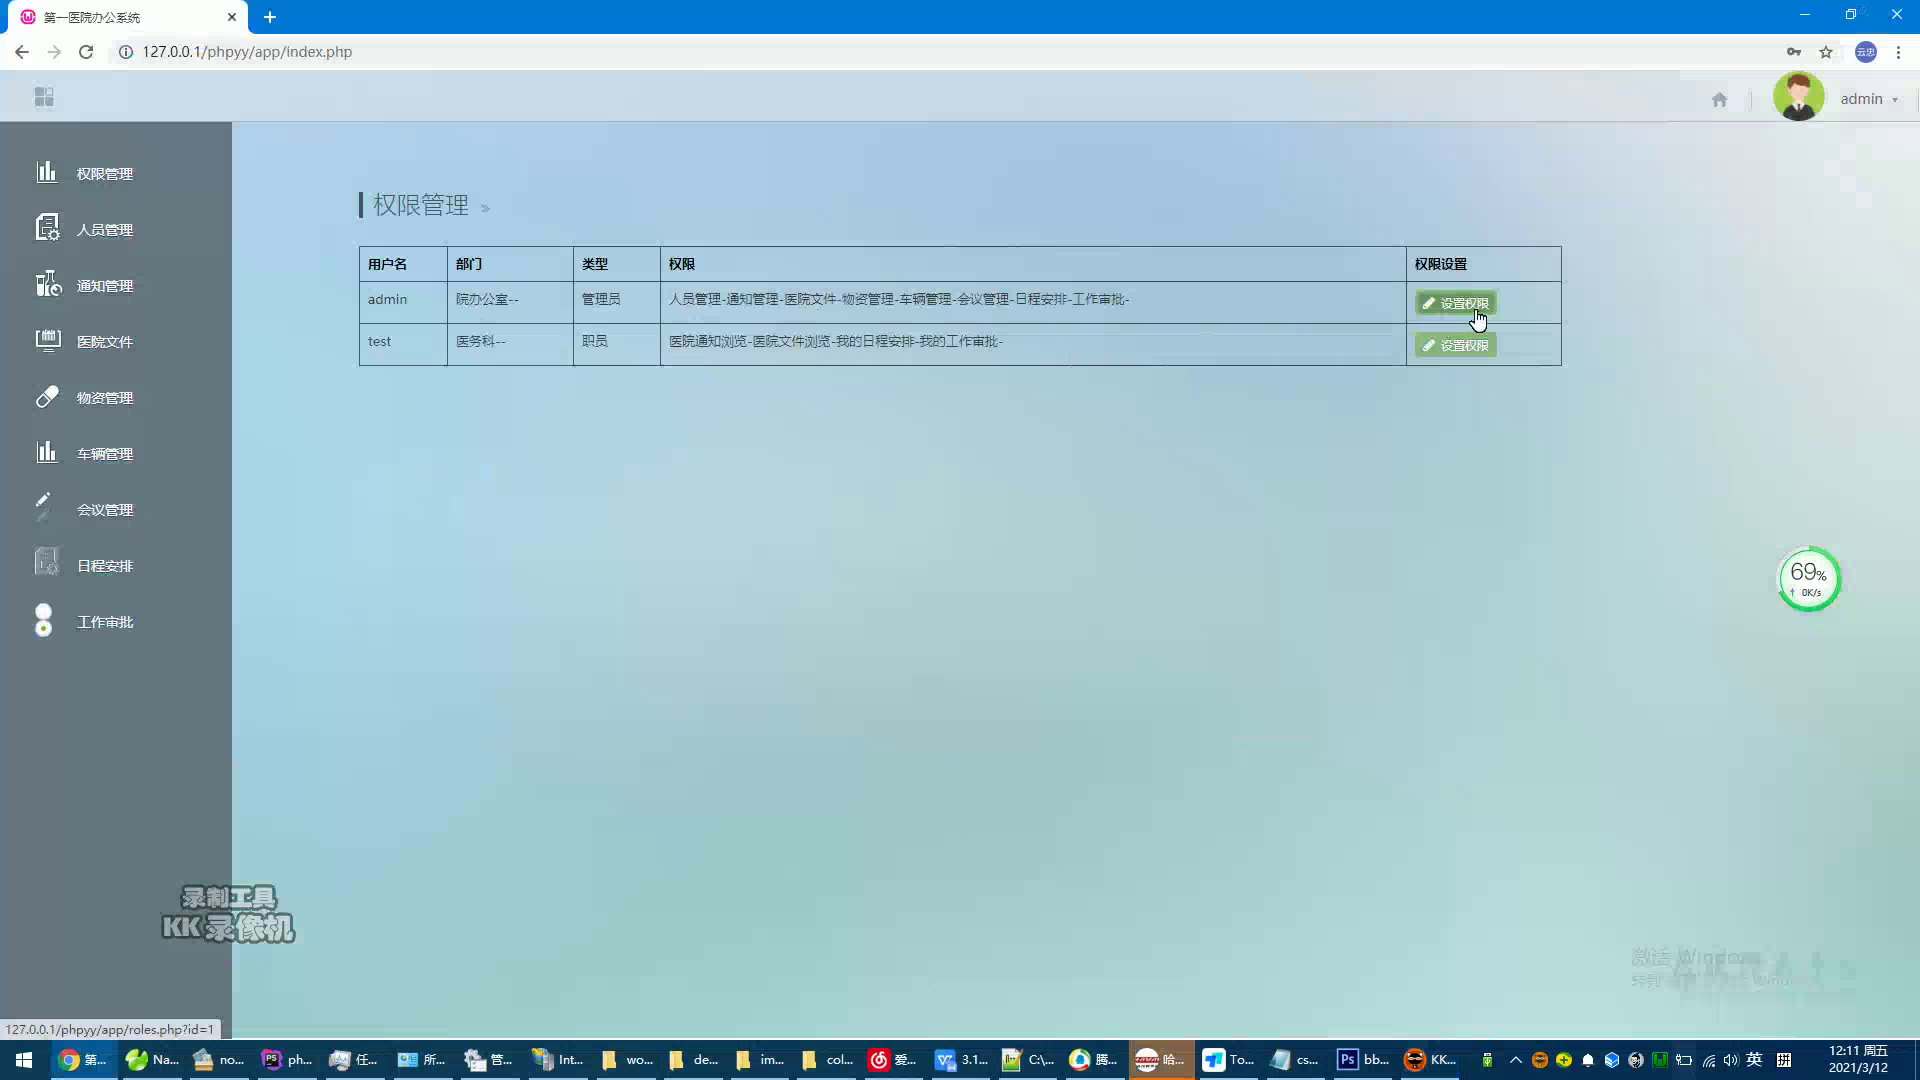 第一医院办公系统
127.0.0.1/phpyy/app/index.php
云忠
admin
权限管理
人员管理
通知管理
医院文件
物资管理
车辆管理
会议管理
日程安排
工作审批
权限管理 »
用户名 部门 类型 权限 权限设置
admin 院办公室-- 管理员 人员管理-通知管理-医院文件-物资管理-车辆管理-会议管理-日程安排-工作审批- 设置权限
test 医务科-- 职员 医院通知浏览-医院文件浏览-我的日程安排-我的工作审批- 设置权限
69%
↑ 0K/s
录制工具
KK 录像机
激活 Windows
127.0.0.1/phpyy/app/roles.php?id=1
第... Na... no... ph... 任... 所... 管... Int... wo... de... im... col... 爱... 3.1... C:\... 腾... 哈... To... cs... bb... KK... 英 拼
12:11 周五
2021/3/12